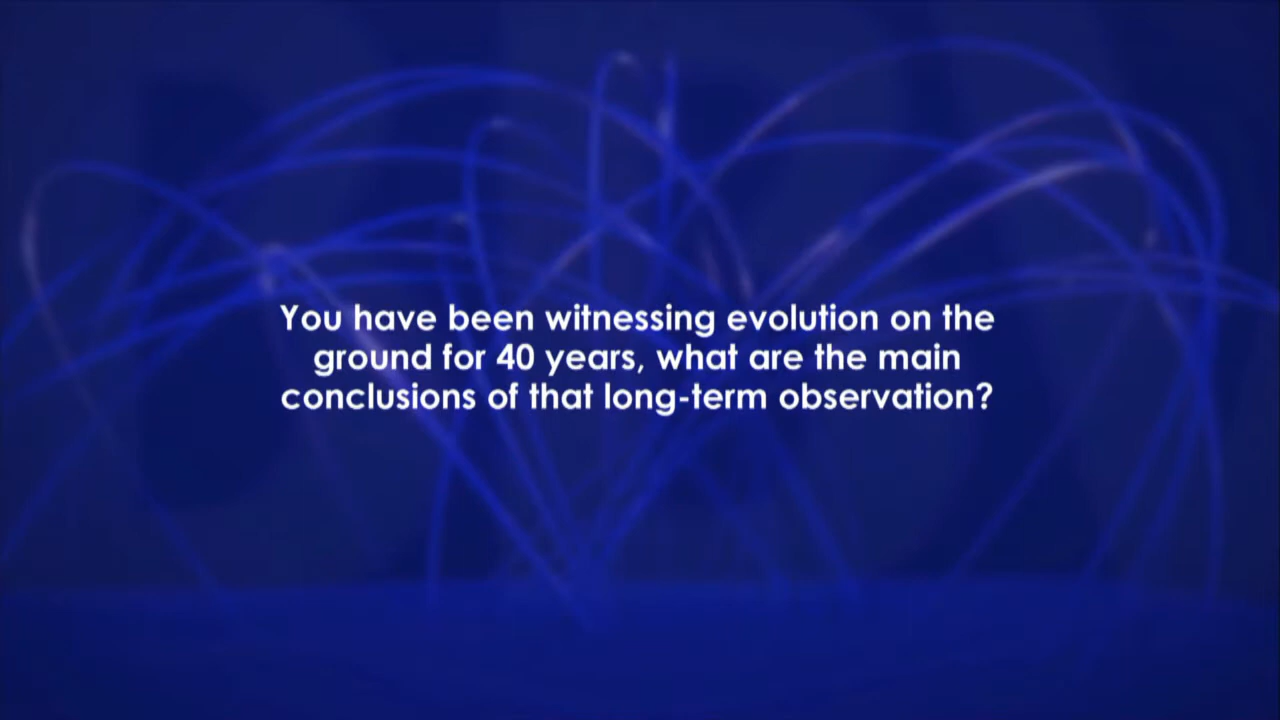 You have been witnessing evolution on the
ground for 40 years, what are the main
conclusions of that long-term observation?